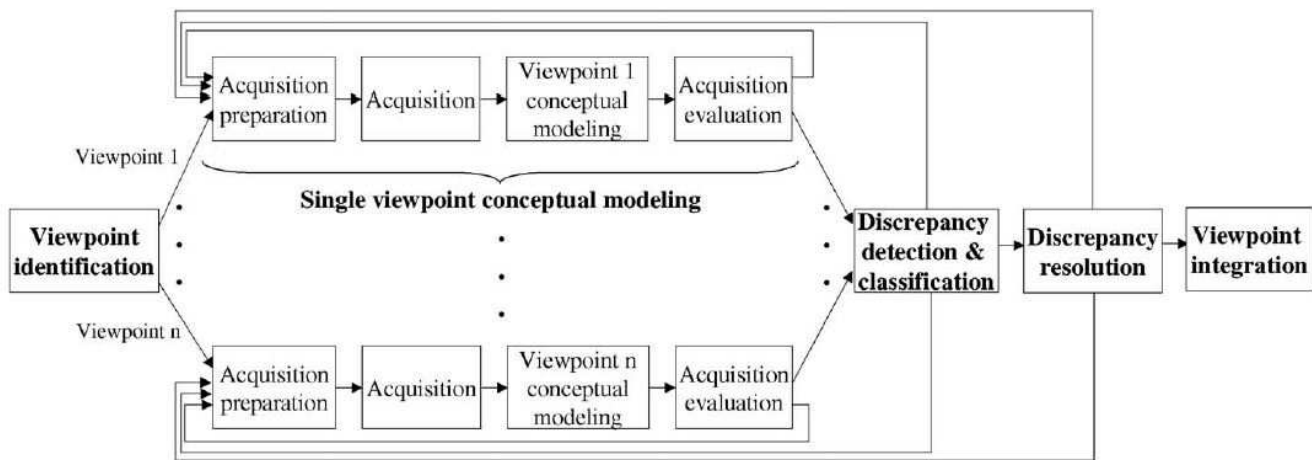 Acquisition
preparation
Acquisition
Viewpoint 1
conceptual
modeling
Acquisition
evaluation
Viewpoint 1
Single viewpoint conceptual modeling
Viewpoint
identification
Discrepancy
detection &
classification
Discrepancy
resolution
Viewpoint
integration
Viewpoint n
Acquisition
preparation
Acquisition
Viewpoint n
conceptual
modeling
Acquisition
evaluation